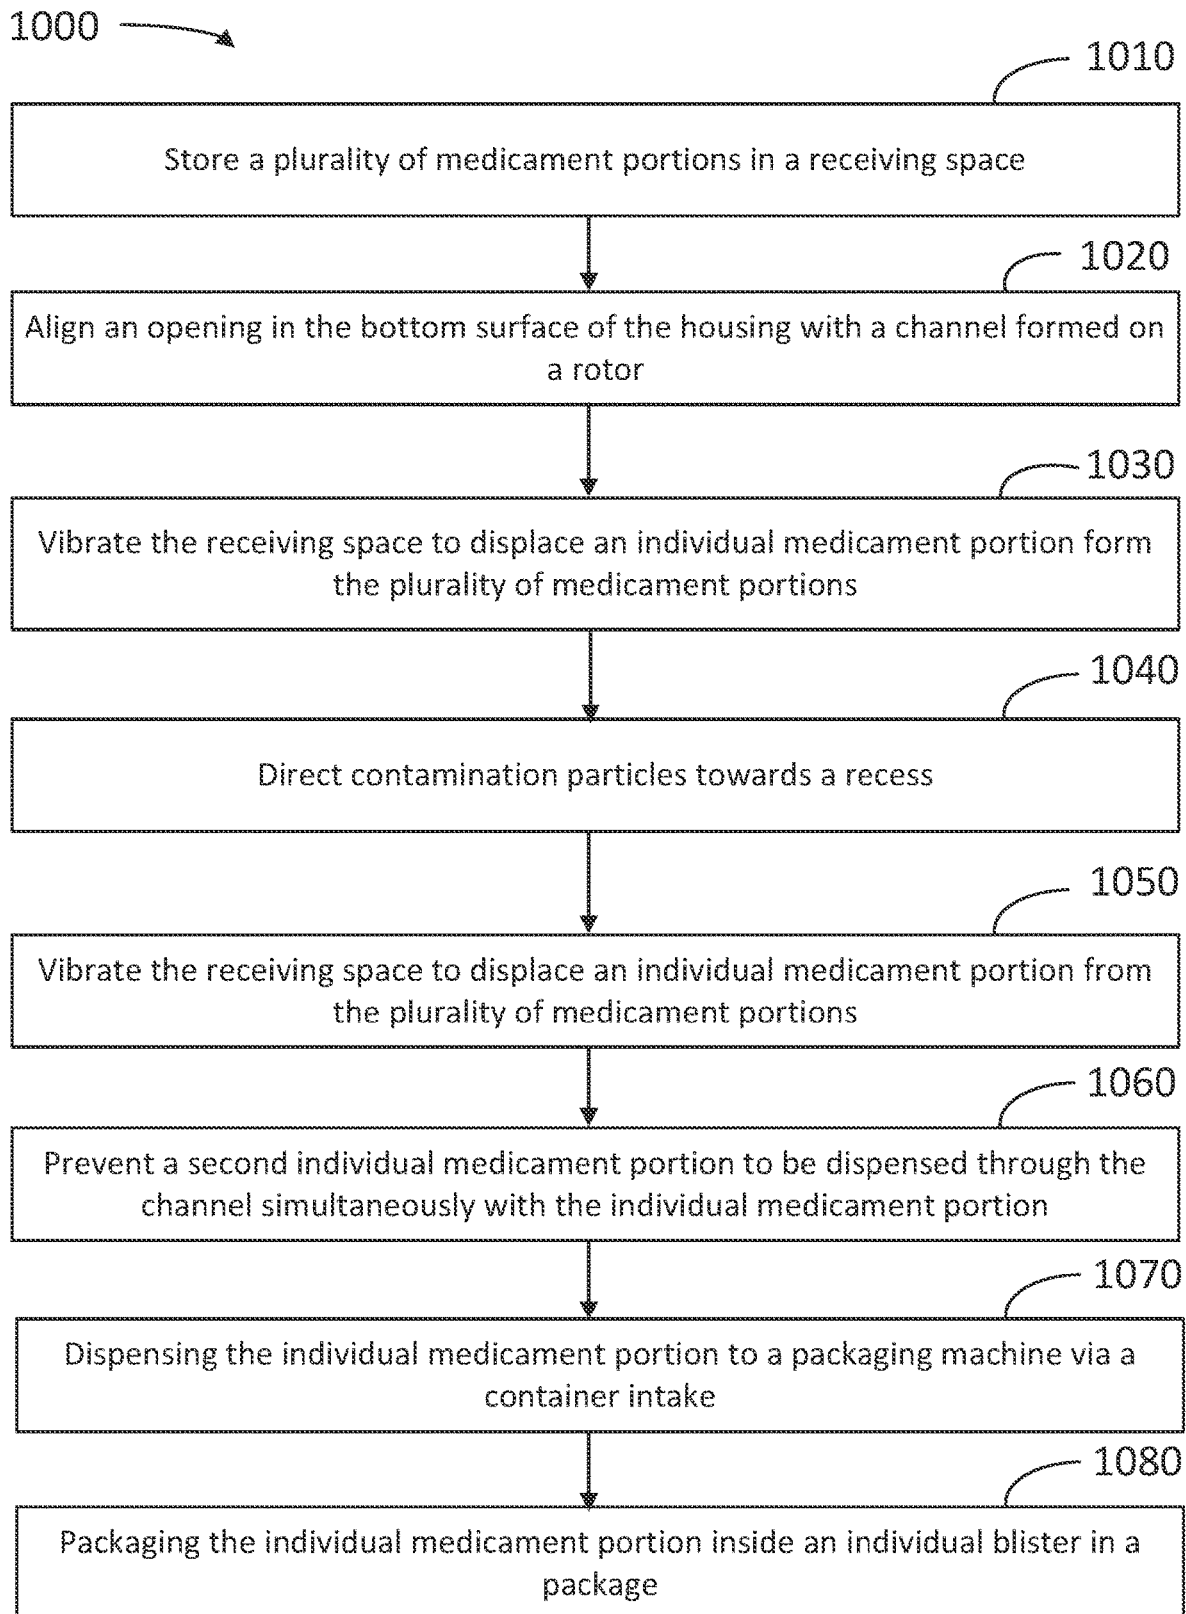 1000
1010
Store a plurality of medicament portions in a receiving space
1020
Align an opening in the bottom surface of the housing with a channel formed on
a rotor
1030
Vibrate the receiving space to displace an individual medicament portion form
the plurality of medicament portions
1040
Direct contamination particles towards a recess
1050
Vibrate the receiving space to displace an individual medicament portion from
the plurality of medicament portions
1060
Prevent a second individual medicament portion to be dispensed through the
channel simultaneously with the individual medicament portion
1070
Dispensing the individual medicament portion to a packaging machine via a
container intake
1080
Packaging the individual medicament portion inside an individual blister in a
package